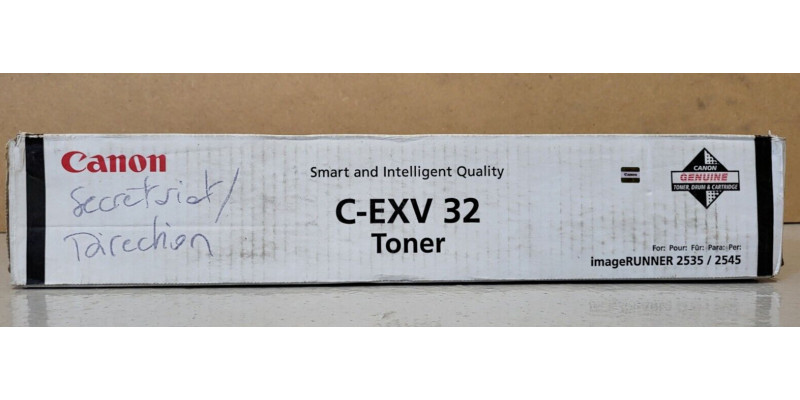 Canon
Secretariat/
Direction
Smart and Intelligent Quality
C-EXV 32
Toner
CANON
GENUINE
TONER, DRUM & CARTRIDGE
For: Pour: Für: Para: Per:
imageRUNNER 2535 / 2545